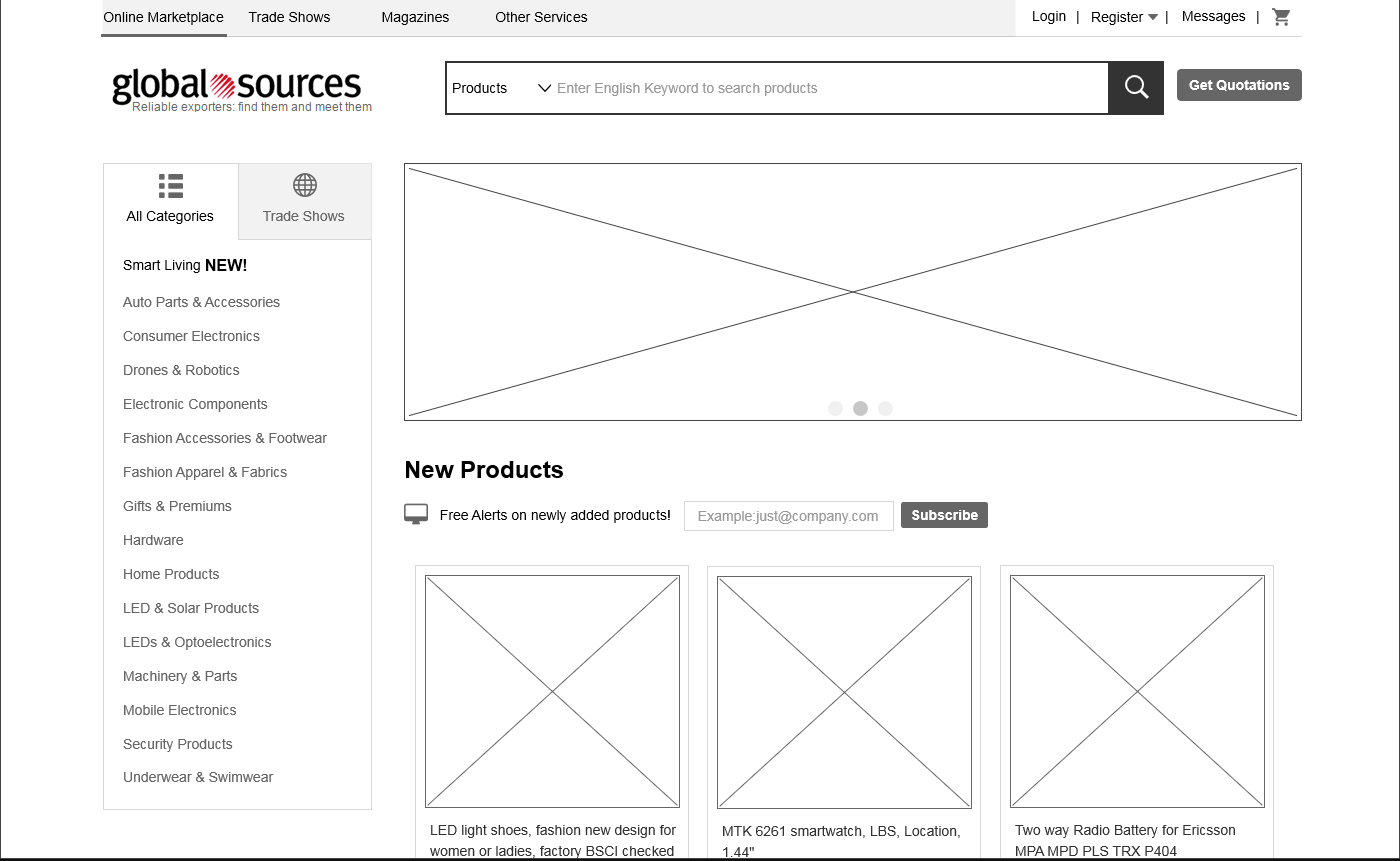 Online Marketplace Trade Shows Magazines Other Services Login | Register | Messages |
global sources
Reliable exporters: find them and meet them
Products Enter English Keyword to search products
Get Quotations
All Categories Trade Shows
Smart Living NEW!
Auto Parts & Accessories
Consumer Electronics
Drones & Robotics
Electronic Components
Fashion Accessories & Footwear
Fashion Apparel & Fabrics
Gifts & Premiums
Hardware
Home Products
LED & Solar Products
LEDs & Optoelectronics
Machinery & Parts
Mobile Electronics
Security Products
Underwear & Swimwear
New Products
Free Alerts on newly added products! Example:just@company.com Subscribe
LED light shoes, fashion new design for
women or ladies, factory BSCI checked
MTK 6261 smartwatch, LBS, Location,
1.44"
Two way Radio Battery for Ericsson
MPA MPD PLS TRX P404